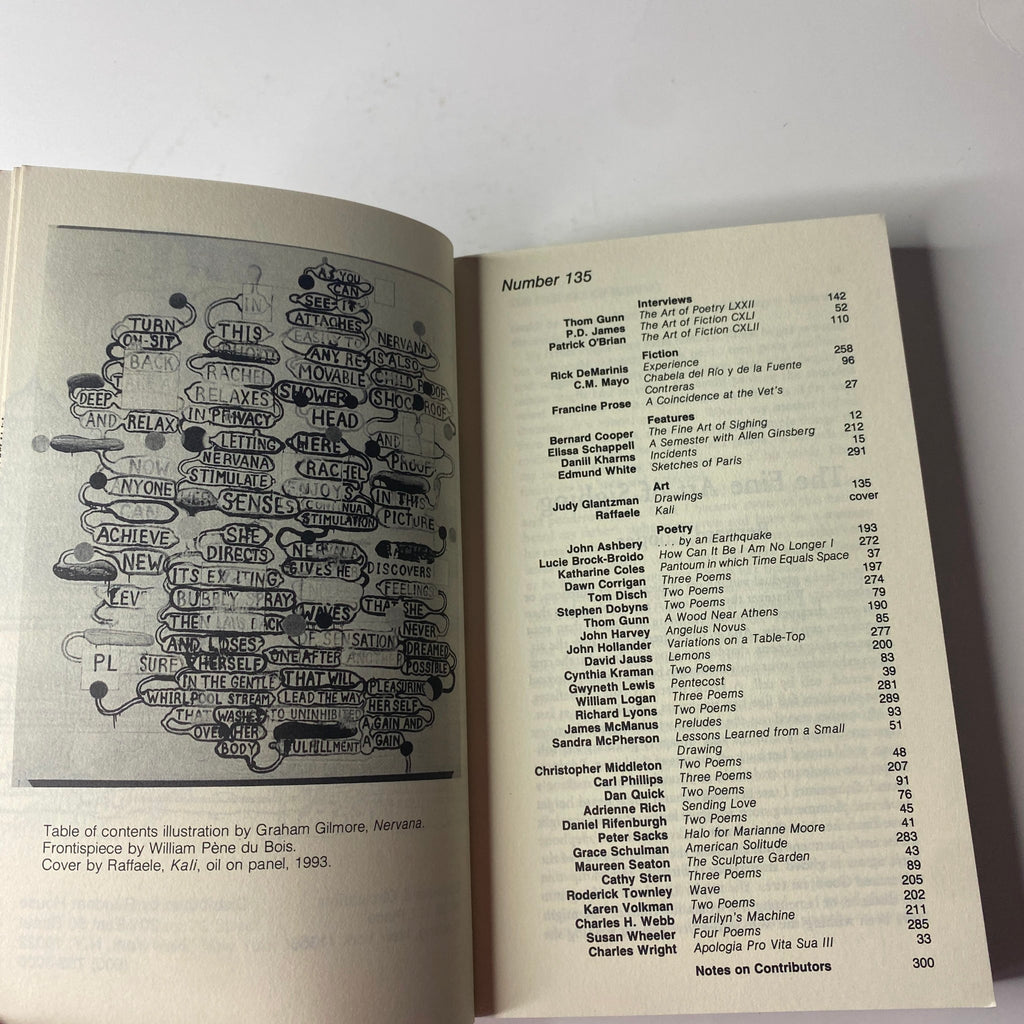 AS YOU
CAN
SEE IT
ATTACHES
EASILY TO
ANY RE
MOVABLE
SHOWER
HEAD
HERE
RACHEL
ENJOYS
STIMULATION
IN
THIS
RACHEL
RELAXES
IN PRIVACY
LETTING
NERVANA
STIMULATE
HER
SENSES
SHE
DIRECTS
ITS EXCITING
SPRAY
THEN LAYS BACK
AND LOSES
HERSELF
IN THE GENTLE
WHIRLPOOL STREAM
THAT WASHES
OVER HER
BODY
TURN
ON-SIT
BACK
DEEP
AND RELAX
NOW
NYONE
CAN
ACHIEVE
NEW
LEV
PL SURE
NERVANA
IS ALSO
CHILD PROOF
SHOCK PROOF
AND
PROOF
IN THIS
PICTURE
RACHEL
DISCOVERS
FEELINGS
THAT SHE
NEVER
DREAMED
POSSIBLE
NERVANA
GIVES HE
WAVES
OF SENSATION
ONE AFTER ANOTHER
THAT WILL
LEAD THE WAY
TO UNINHIBITED
FULFILLMENT
PLEASURING
HERSELF
AGAIN AND
AGAIN
Table of contents illustration by Graham Gilmore, Nervana.
Frontispiece by William Pène du Bois.
Cover by Raffaele, Kali, oil on panel, 1993.
Number 135
Interviews
Thom Gunn The Art of Poetry LXXII 142
P.D. James The Art of Fiction CXLI 52
Patrick O'Brian The Art of Fiction CXLII 110
Fiction
Rick DeMarinis Experience 258
C.M. Mayo Chabela del Río y de la Fuente 96
Contreras
Francine Prose A Coincidence at the Vet's 27
Features
Bernard Cooper The Fine Art of Sighing 12
Elissa Schappell A Semester with Allen Ginsberg 212
Daniil Kharms Incidents 15
Edmund White Sketches of Paris 291
Art
Judy Glantzman Drawings 135
Raffaele Kali cover
Poetry
John Ashbery . . . by an Earthquake 193
Lucie Brock-Broido How Can It Be I Am No Longer I 272
Katharine Coles Pantoum in which Time Equals Space 37
Dawn Corrigan Three Poems 197
Tom Disch Two Poems 274
Stephen Dobyns Two Poems 79
Thom Gunn A Wood Near Athens 190
John Harvey Angelus Novus 85
John Hollander Variations on a Table-Top 277
David Jauss Lemons 200
Cynthia Kraman Two Poems 83
Gwyneth Lewis Pentecost 39
William Logan Three Poems 281
Richard Lyons Two Poems 289
James McManus Preludes 93
Sandra McPherson Lessons Learned from a Small 51
Drawing
Christopher Middleton Two Poems 48
Carl Phillips Three Poems 207
Dan Quick Two Poems 91
Adrienne Rich Sending Love 76
Daniel Rifenburgh Two Poems 45
Peter Sacks Halo for Marianne Moore 41
Grace Schulman American Solitude 283
Maureen Seaton The Sculpture Garden 43
Cathy Stern Three Poems 89
Roderick Townley Wave 205
Karen Volkman Two Poems 202
Charles H. Webb Marilyn's Machine 211
Susan Wheeler Four Poems 285
Charles Wright Apologia Pro Vita Sua III 33
Notes on Contributors 300